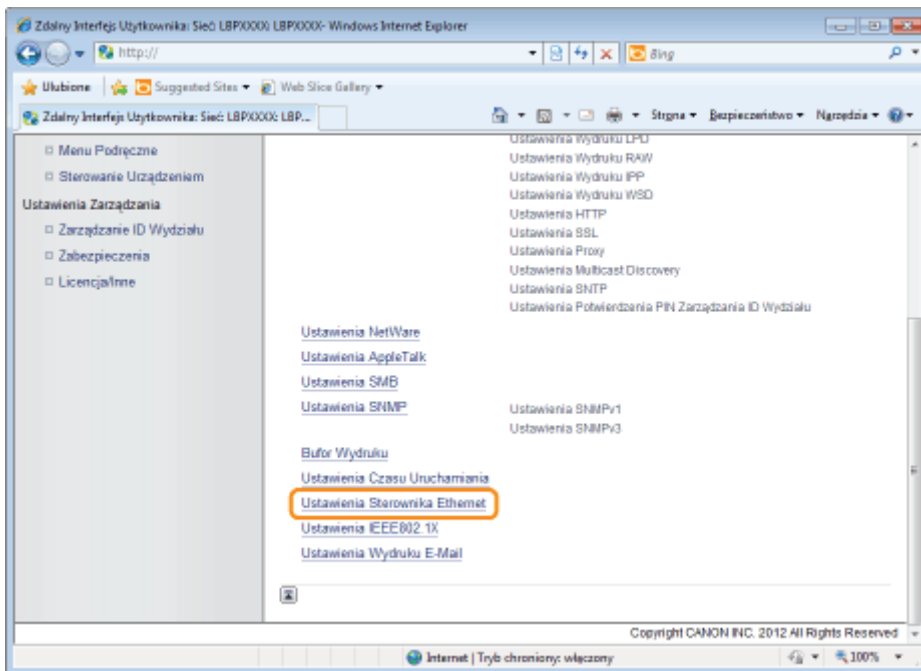 Zdalny Interfejs Użytkownika: Sieć: LBPXXXX: LBPXXXX- Windows Internet Explorer
http://
Bing
Ulubione Suggested Sites Web Slice Gallery
Zdalny Interfejs Użytkownika: Sieć: LBPXXXX: LBP... Strona Bezpieczeństwo Narzędzia
Menu Podręczne
Sterowanie Urządzeniem
Ustawienia Zarządzania
Zarządzanie ID Wydziału
Zabezpieczenia
Licencja/Inne
Ustawienia Wydruku LPD
Ustawienia Wydruku RAW
Ustawienia Wydruku IPP
Ustawienia Wydruku WSD
Ustawienia HTTP
Ustawienia SSL
Ustawienia Proxy
Ustawienia Multicast Discovery
Ustawienia SNTP
Ustawienia Potwierdzenia PIN Zarządzania ID Wydziału
Ustawienia NetWare
Ustawienia AppleTalk
Ustawienia SMB
Ustawienia SNMP
Ustawienia SNMPv1
Ustawienia SNMPv3
Bufor Wydruku
Ustawienia Czasu Uruchamiania
Ustawienia Sterownika Ethernet
Ustawienia IEEE802.1X
Ustawienia Wydruku E-Mail
Copyright CANON INC. 2012 All Rights Reserved
Internet | Tryb chroniony: włączony
100%